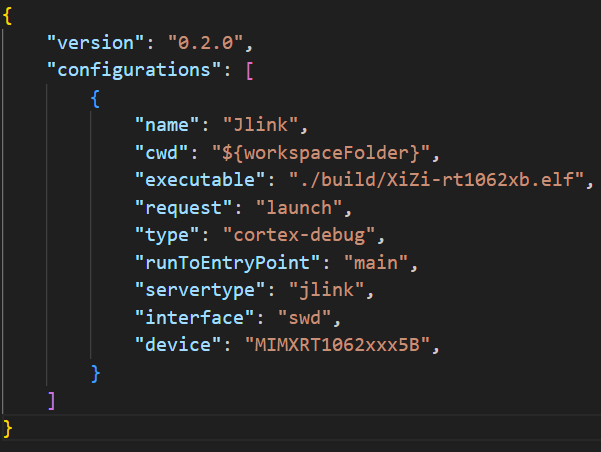 {
    "version": "0.2.0",
    "configurations": [
        {
            "name": "Jlink",
            "cwd": "${workspaceFolder}",
            "executable": "./build/XiZi-rt1062xb.elf",
            "request": "launch",
            "type": "cortex-debug",
            "runToEntryPoint": "main",
            "servertype": "jlink",
            "interface": "swd",
            "device": "MIMXRT1062xxx5B",
        }
    ]
}